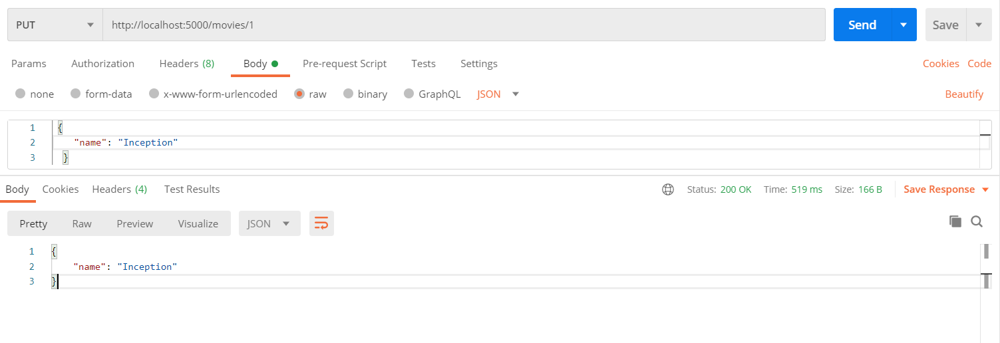 PUT http://localhost:5000/movies/1 Send Save
Params Authorization Headers (8) Body Pre-request Script Tests Settings Cookies Code
none form-data x-www-form-urlencoded raw binary GraphQL JSON Beautify
1 {
2 "name": "Inception"
3 }
Body Cookies Headers (4) Test Results Status: 200 OK Time: 519 ms Size: 166 B Save Response
Pretty Raw Preview Visualize JSON
1 {
2 "name": "Inception"
3 }